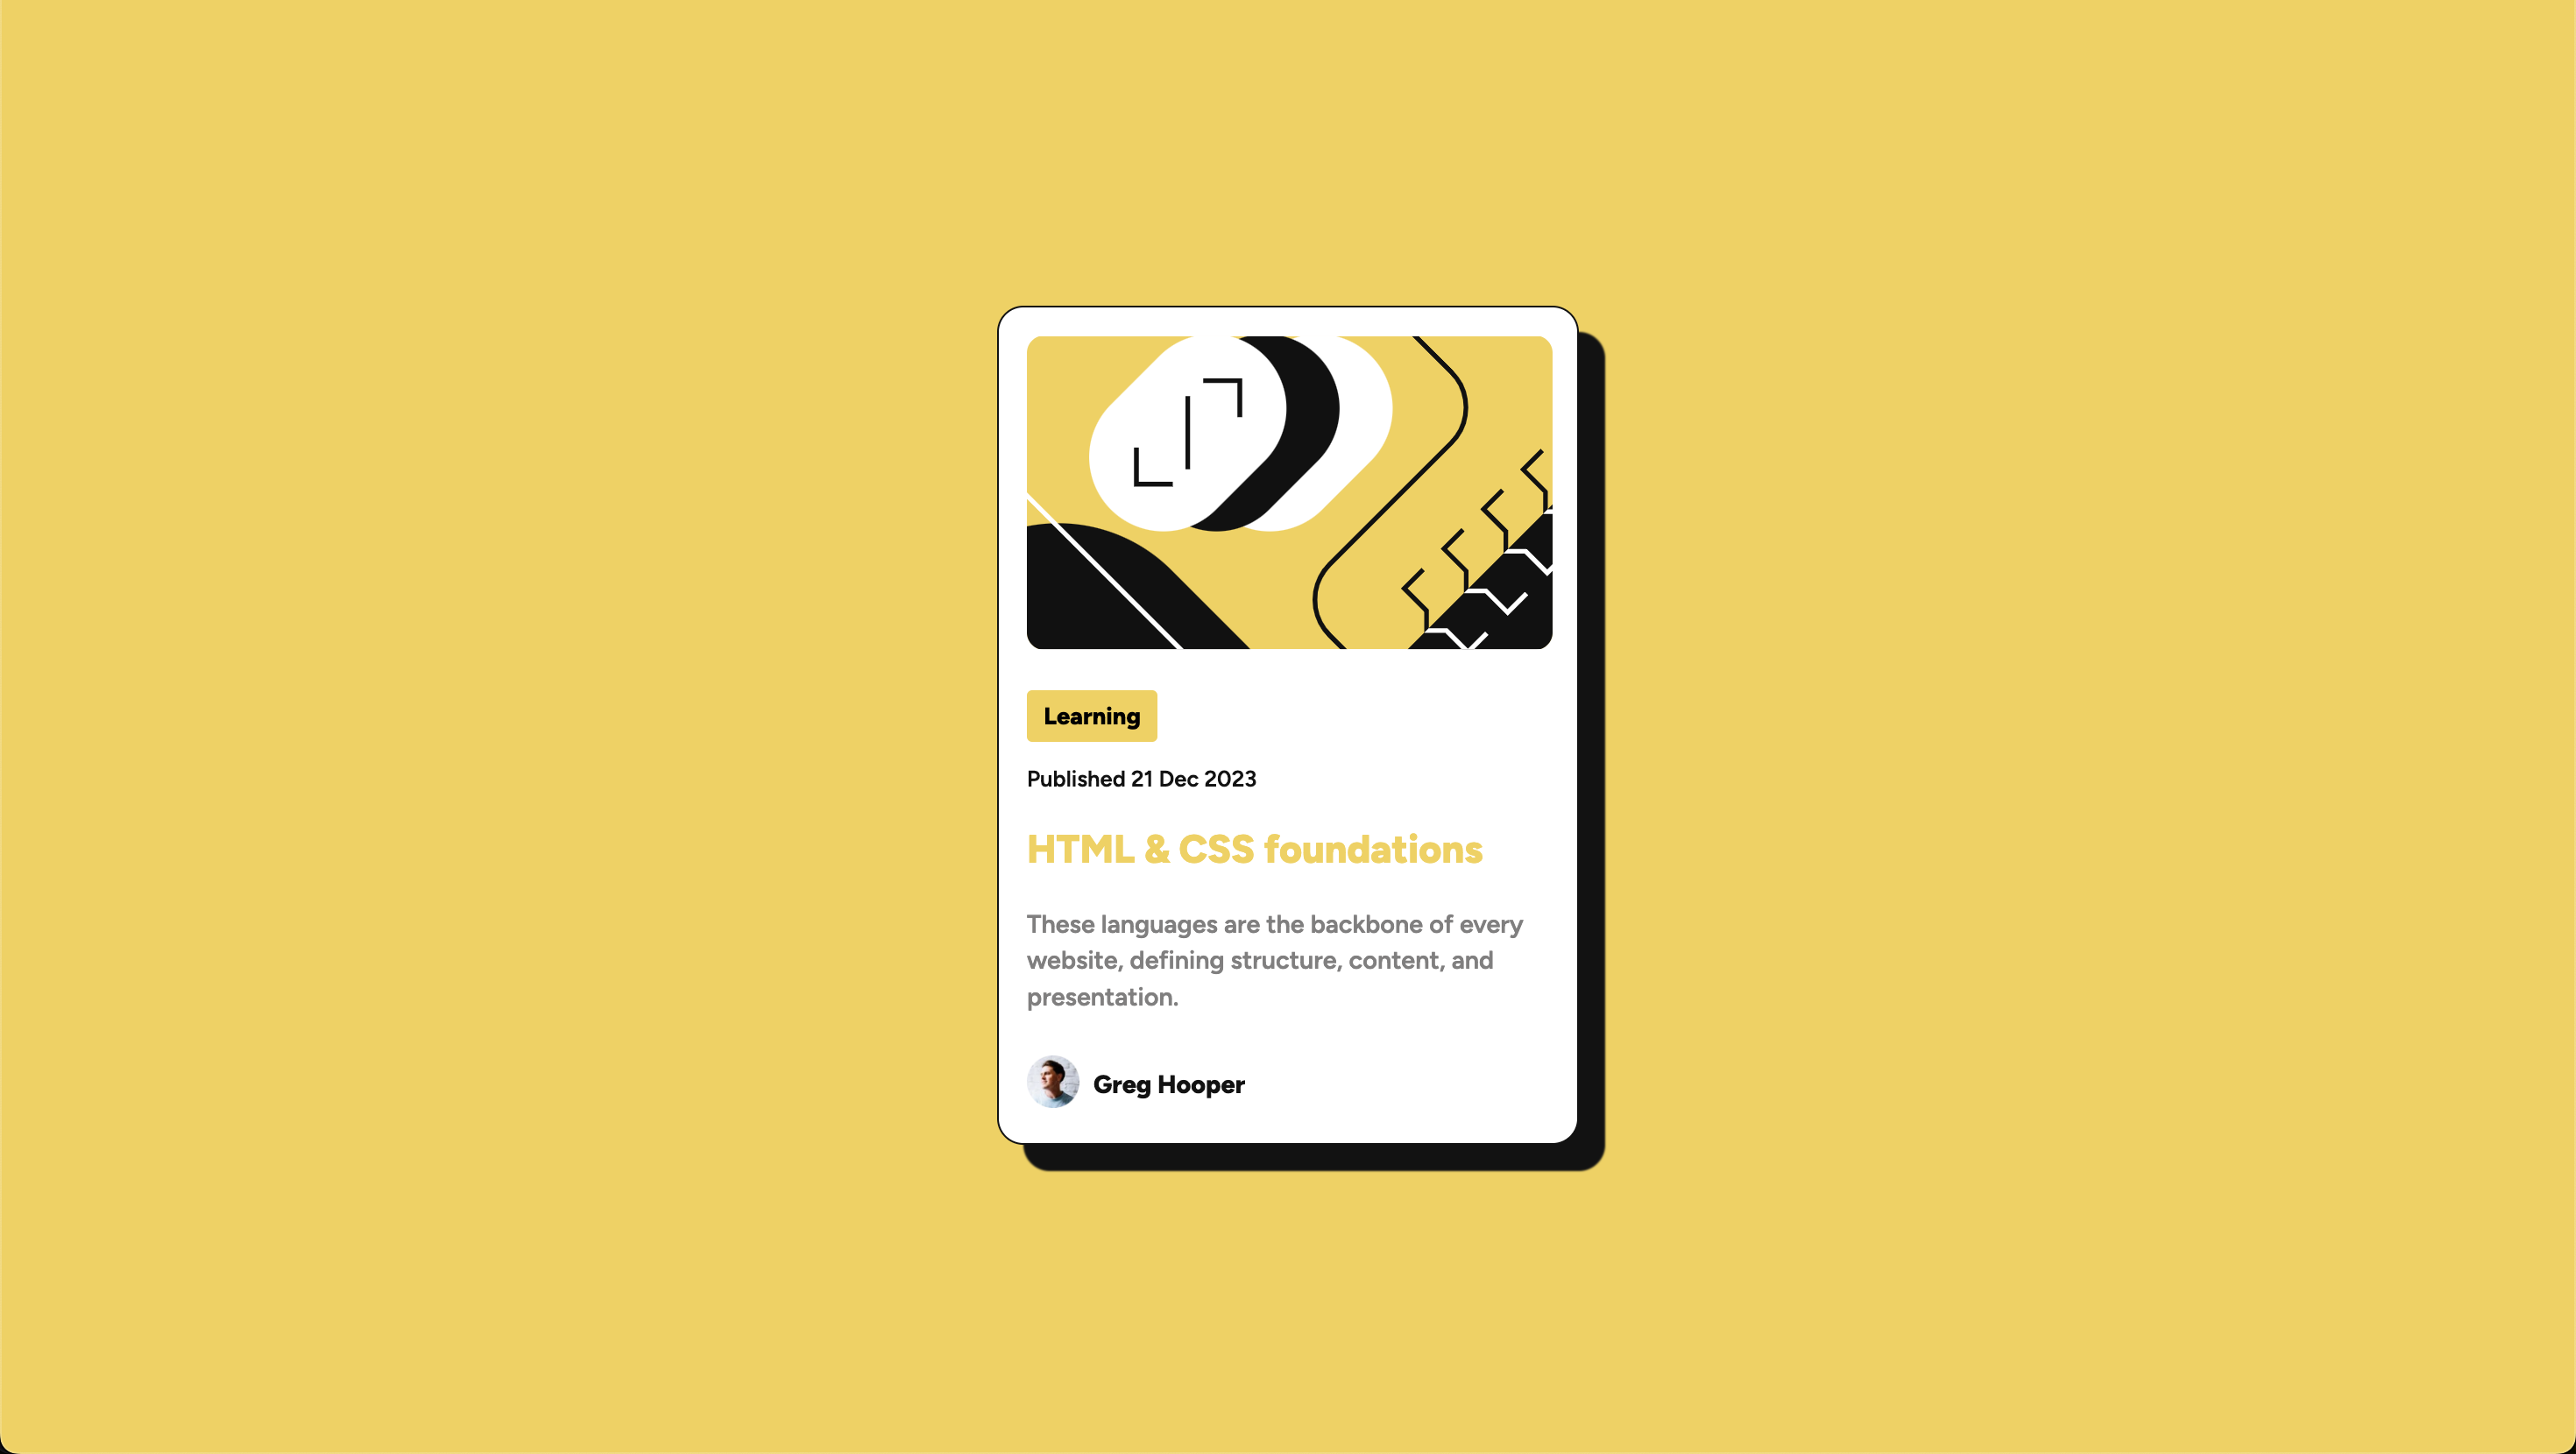 Learning
Published 21 Dec 2023
HTML & CSS foundations
These languages are the backbone of every
website, defining structure, content, and
presentation.
Greg Hooper